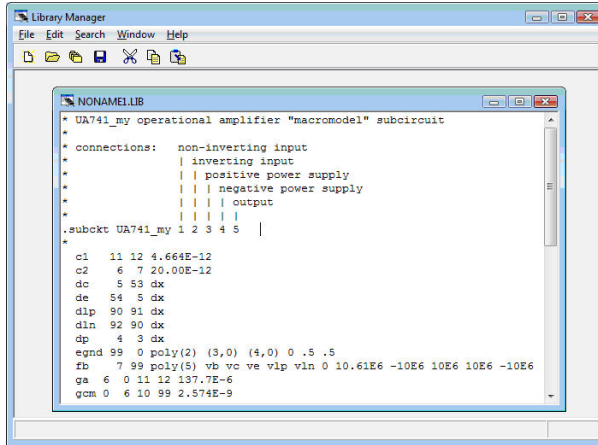 Library Manager
File Edit Search Window Help
NONAME1.LIB
* UA741_my operational amplifier "macromodel" subcircuit
*
* connections:   non-inverting input
*                | inverting input
*                | | positive power supply
*                | | | negative power supply
*                | | | | output
*                | | | | |
.subckt UA741_my 1 2 3 4 5
*
  c1   11 12 4.664E-12
  c2    6  7 20.00E-12
  dc    5 53 dx
  de   54  5 dx
  dlp  90 91 dx
  dln  92 90 dx
  dp    4  3 dx
  egnd 99  0 poly(2) (3,0) (4,0) 0 .5 .5
  fb    7 99 poly(5) vb vc ve vlp vln 0 10.61E6 -10E6 10E6 10E6 -10E6
  ga  6  0 11 12 137.7E-6
  gcm 0  6 10 99 2.574E-9